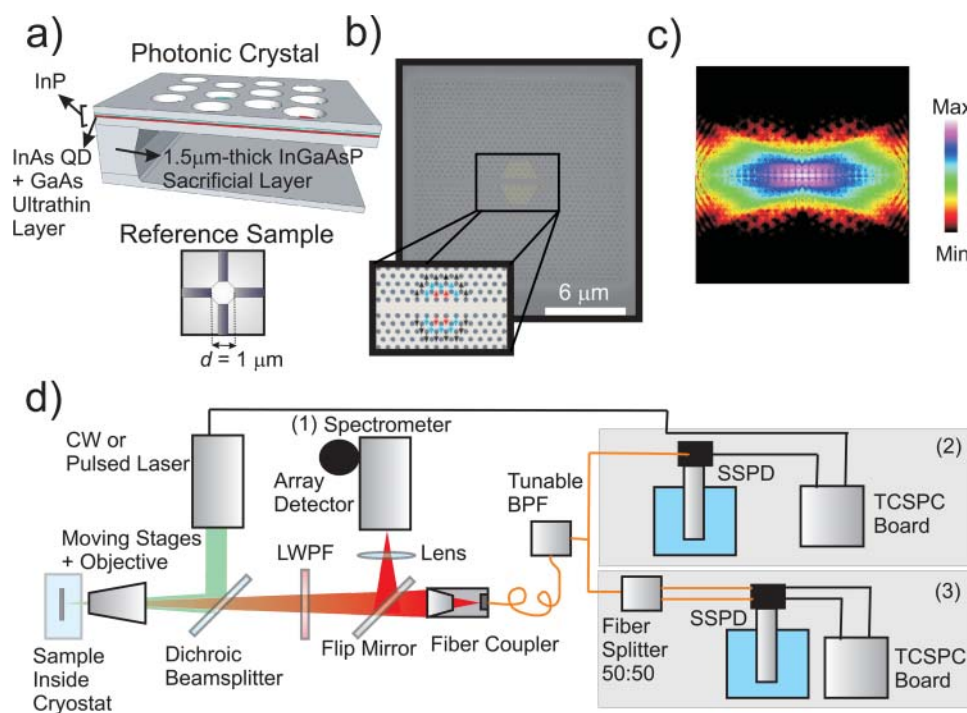 a)
Photonic Crystal
InP
InAs QD
+ GaAs
Ultrathin
Layer
1.5μm-thick InGaAsP
Sacrificial Layer
Reference Sample
d = 1 μm
b)
6 μm
c)
Max
Min
d)
CW or
Pulsed Laser
(1) Spectrometer
Array
Detector
Moving Stages
+ Objective
LWPF
Lens
Tunable
BPF
Sample
Inside
Cryostat
Dichroic
Beamsplitter
Flip Mirror
Fiber Coupler
(2)
SSPD
TCSPC
Board
(3)
Fiber
Splitter
50:50
SSPD
TCSPC
Board